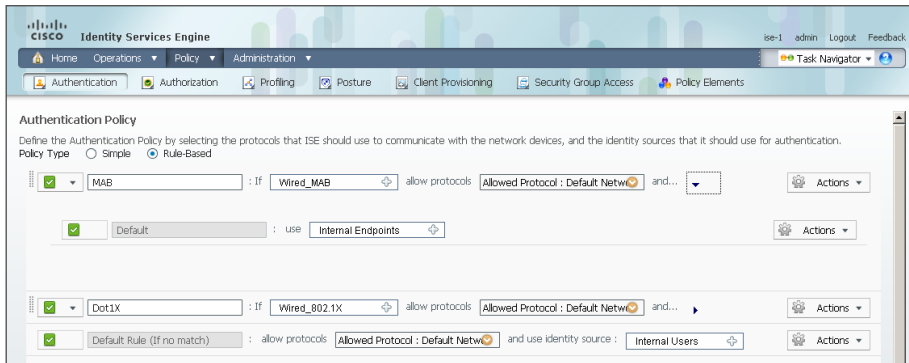 CISCO Identity Services Engine ise-1 admin Logout Feedback
Home Operations Policy Administration Task Navigator
Authentication Authorization Profiling Posture Client Provisioning Security Group Access Policy Elements
Authentication Policy
Define the Authentication Policy by selecting the protocols that ISE should use to communicate with the network devices, and the identity sources that it should use for authentication.
Policy Type Simple Rule-Based
MAB : If Wired_MAB allow protocols Allowed Protocol : Default Netwo and... Actions
Default : use Internal Endpoints Actions
Dot1X : If Wired_802.1X allow protocols Allowed Protocol : Default Netwo and... Actions
Default Rule (If no match) : allow protocols Allowed Protocol : Default Netwo and use identity source : Internal Users Actions